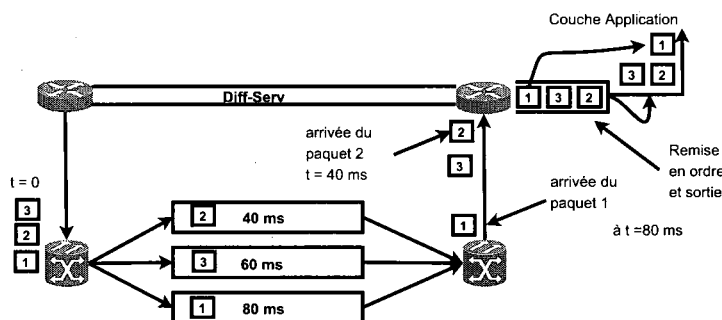 Couche Application
1
3 2
Diff-Serv
1 3 2
arrivée du
paquet 2
t = 40 ms
2
3
Remise
en ordre
et sortie
à t =80 ms
arrivée du
paquet 1
1
t = 0
3
2
1
2 40 ms
3 60 ms
1 80 ms